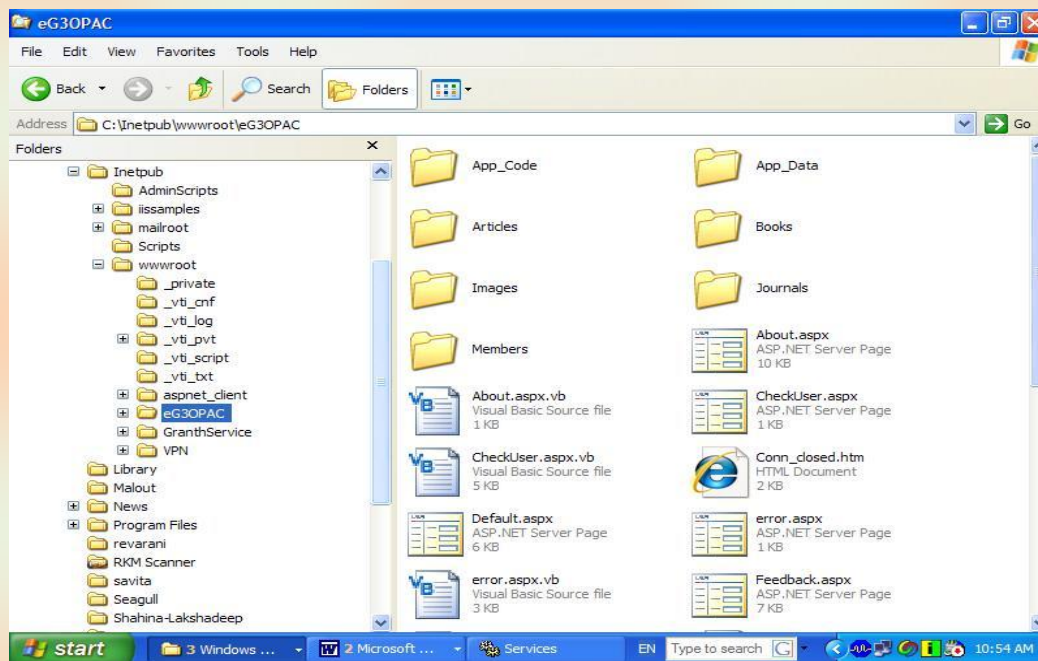 eG3OPAC
File Edit View Favorites Tools Help
Back Search Folders
Address C:\Inetpub\wwwroot\eG3OPAC Go
Folders
Inetpub
AdminScripts
iissamples
mailroot
Scripts
wwwroot
_private
_vti_cnf
_vti_log
_vti_pvt
_vti_script
_vti_txt
aspnet_client
eG3OPAC
GranthService
VPN
Library
Malout
News
Program Files
revarani
RKM Scanner
savita
Seagull
Shahina-Lakshadeep
App_Code
App_Data
Articles
Books
Images
Journals
Members
About.aspx
ASP.NET Server Page
10 KB
About.aspx.vb
Visual Basic Source file
1 KB
CheckUser.aspx
ASP.NET Server Page
1 KB
CheckUser.aspx.vb
Visual Basic Source file
5 KB
Conn_closed.htm
HTML Document
2 KB
Default.aspx
ASP.NET Server Page
6 KB
error.aspx
ASP.NET Server Page
1 KB
error.aspx.vb
Visual Basic Source file
3 KB
Feedback.aspx
ASP.NET Server Page
7 KB
start 3 Windows ... 2 Microsoft ... Services EN Type to search 10:54 AM